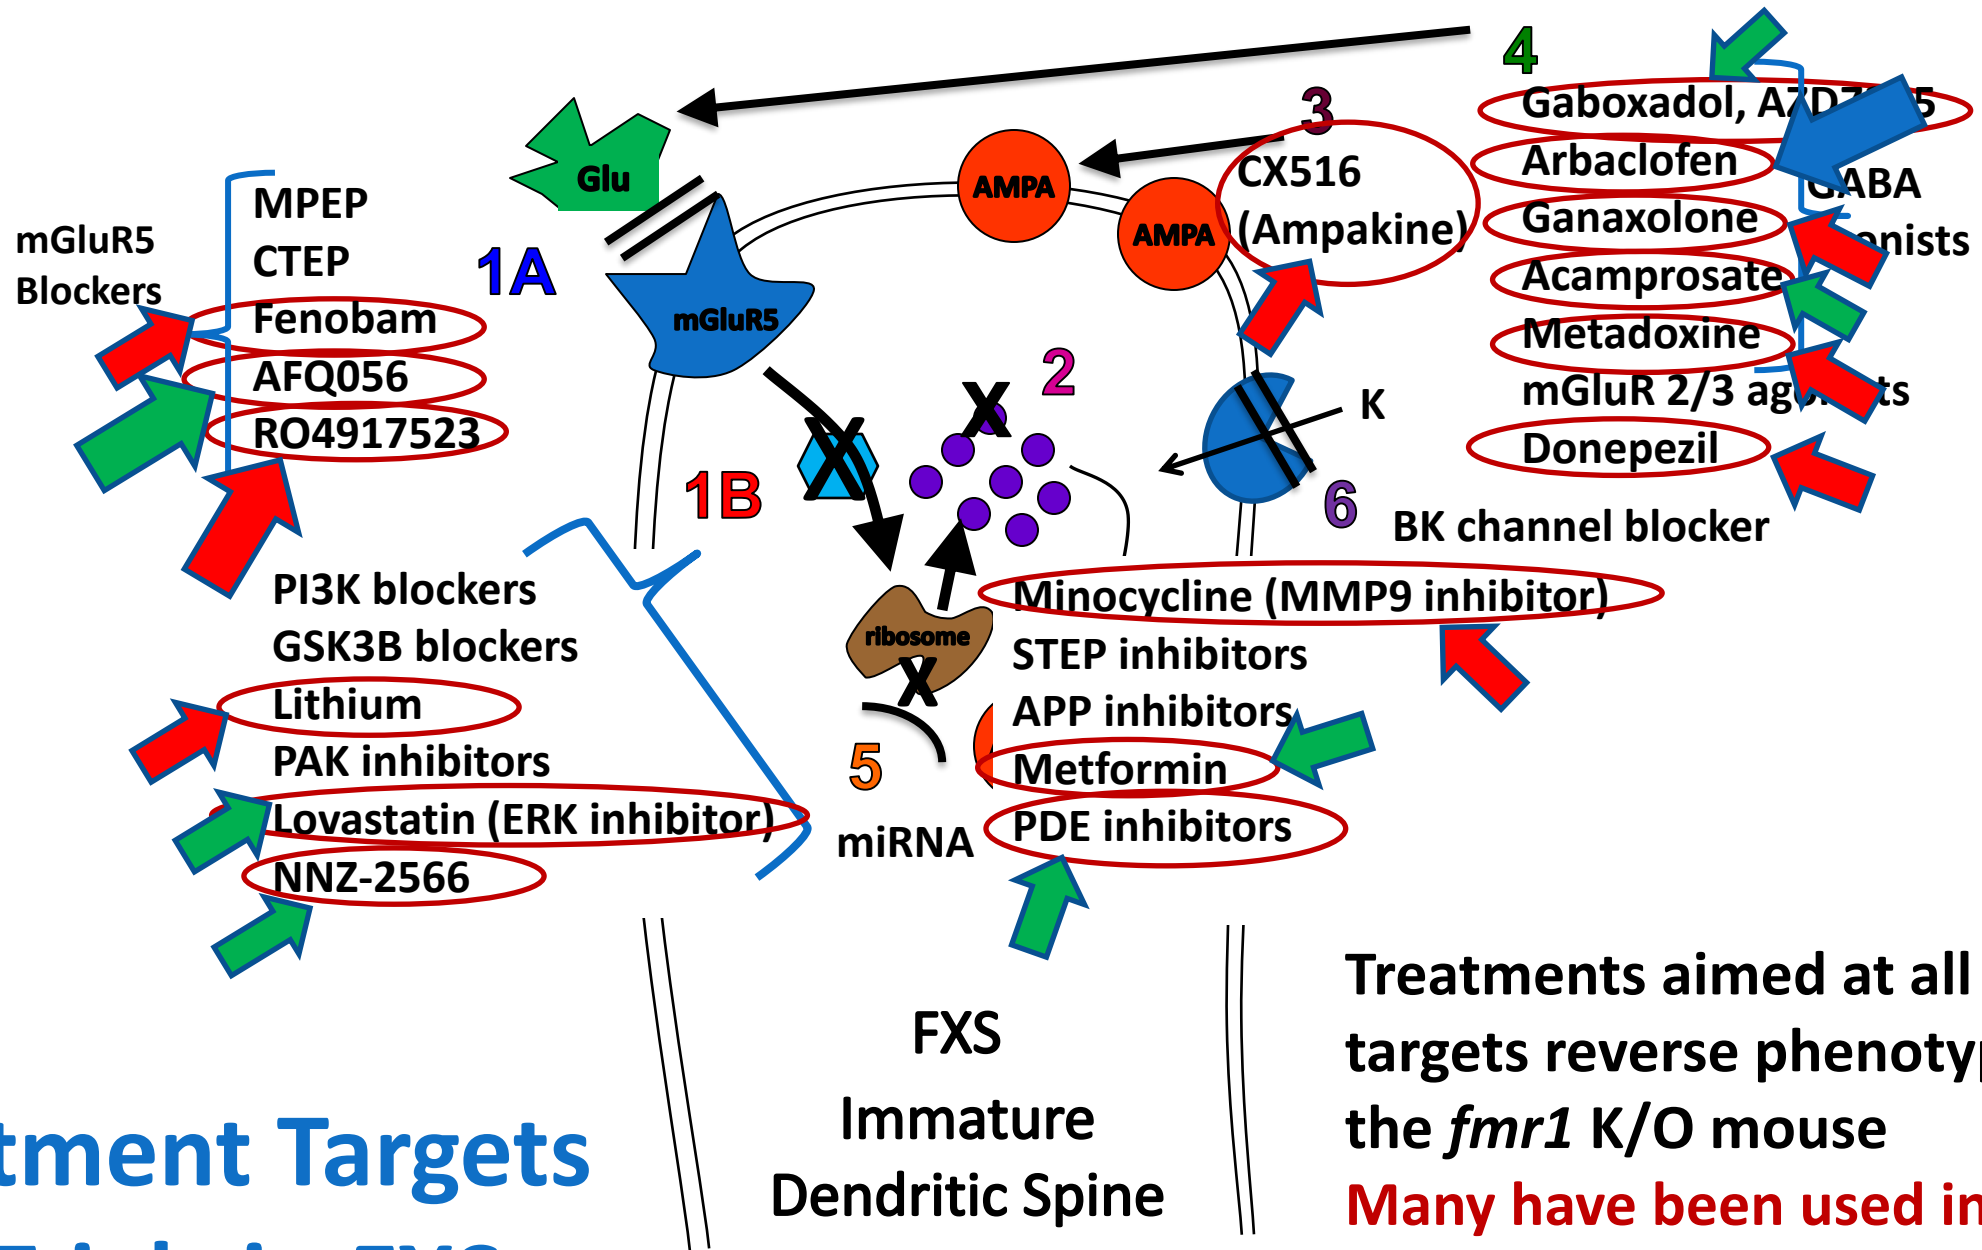 4
Gaboxadol,
3
Arbaclofen
CX516
(Ampakine)
GABA
Ganaxolone
Acamprosate
Metadoxine
mGluR 2/3
Donepezil
Glu
AMPA
AMPA
mGluR5
Blockers
MPEP
CTEP
Fenobam
AFQ056
RO4917523
1A
mGluR5
2
K
1B
6
BK channel blocker
PI3K blockers
GSK3B blockers
Lithium
PAK inhibitors
Lovastatin (ERK inhibitor)
NNZ-2566
ribosome
Minocycline (MMP9 inhibitor)
STEP inhibitors
APP inhibitors
Metformin
PDE inhibitors
5
miRNA
FXS
Immature
Dendritic Spine
Treatments aimed at all
targets reverse phenotyp
the fmr1 K/O mouse
Many have been used in
tment Targets